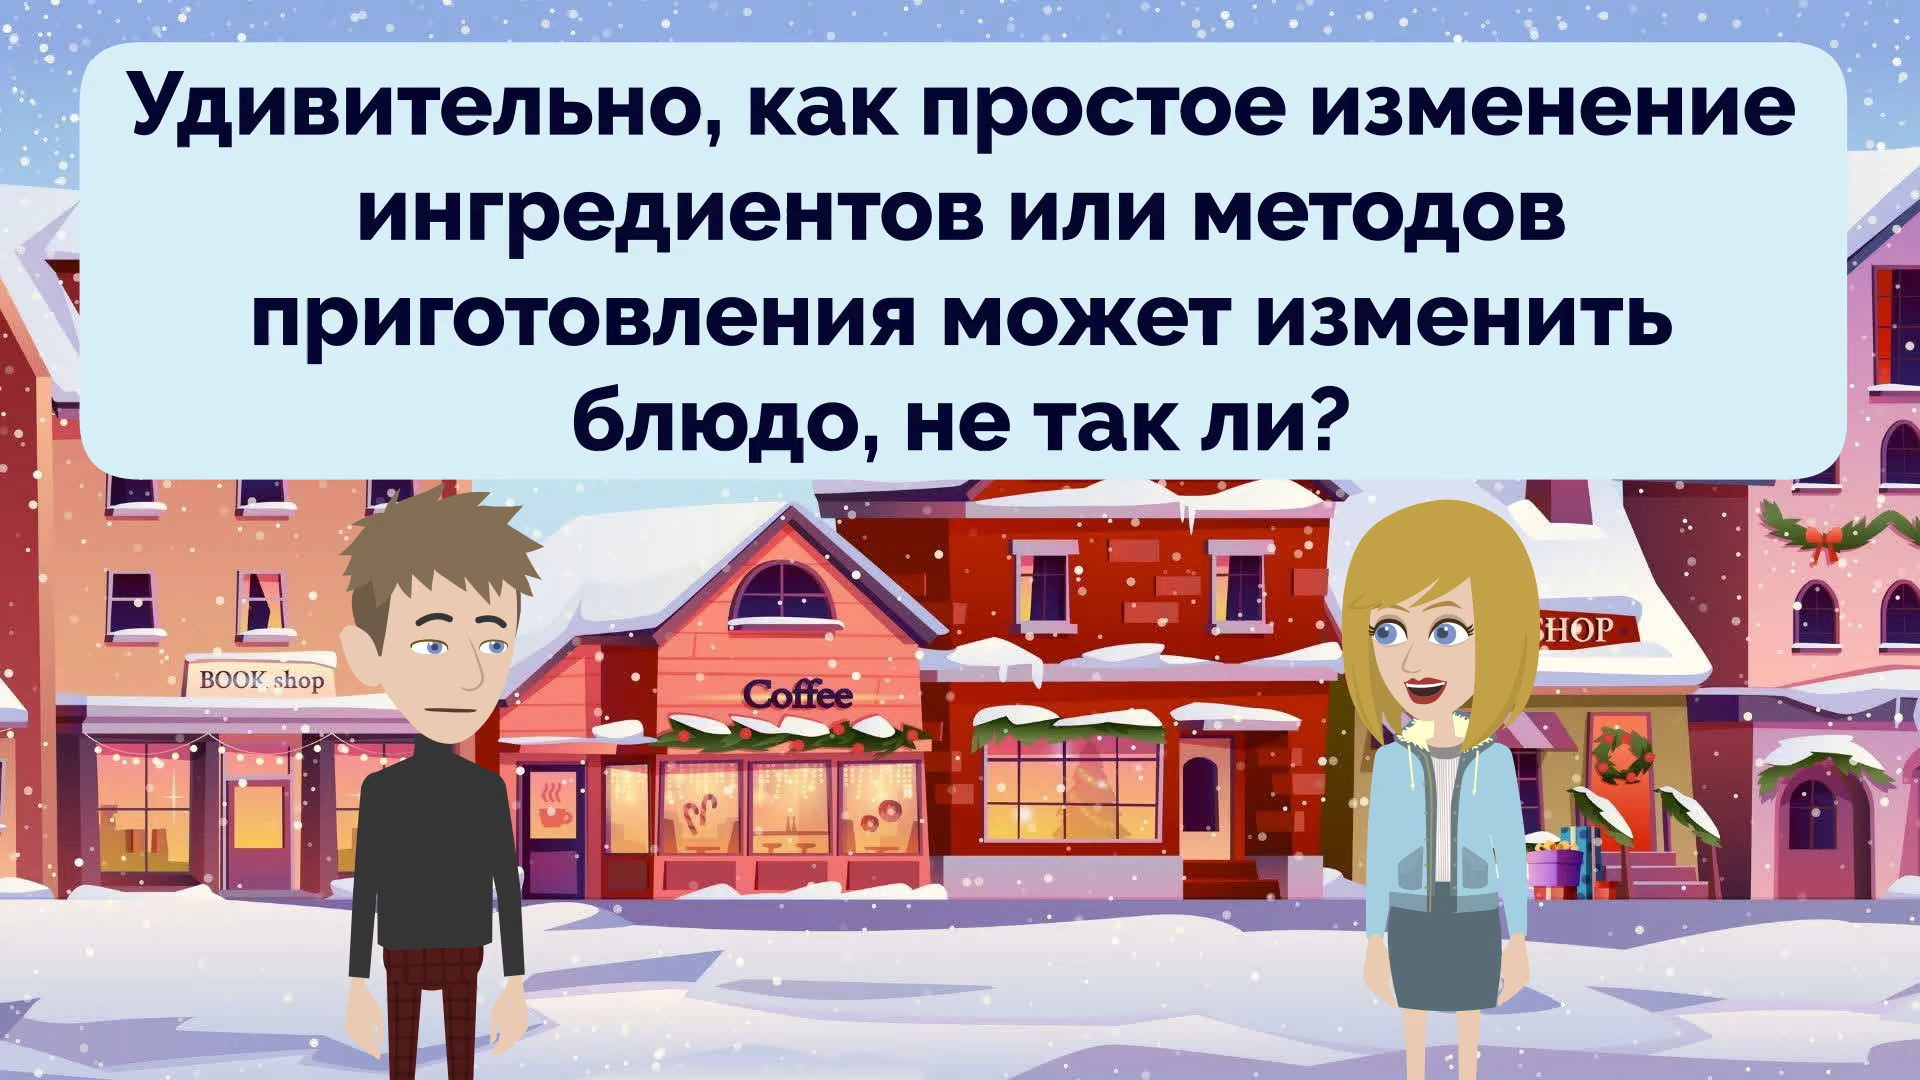 Удивительно, как простое изменение
ингредиентов или методов
приготовления может изменить
блюдо, не так ли?
SHOP
BOOK shop
Coffee